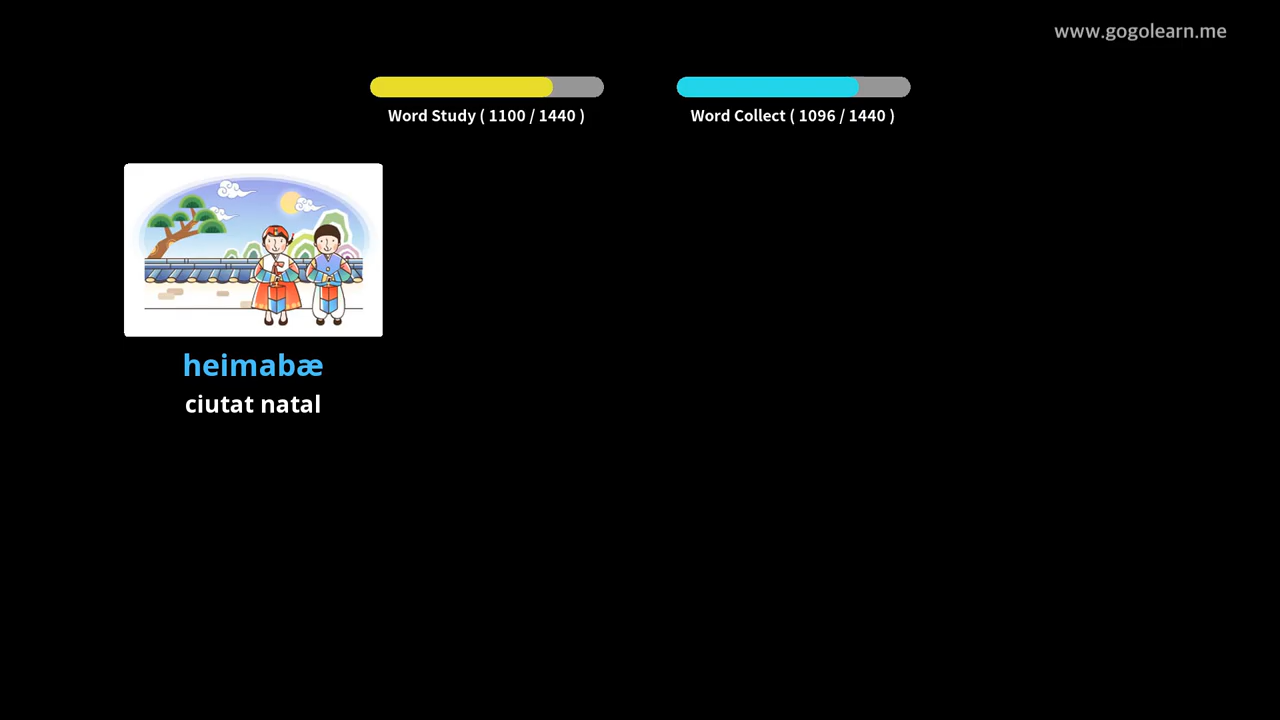 www.gogolearn.me
Word Study ( 1100 / 1440 )
Word Collect ( 1096 / 1440 )
heimabæ
ciutat natal